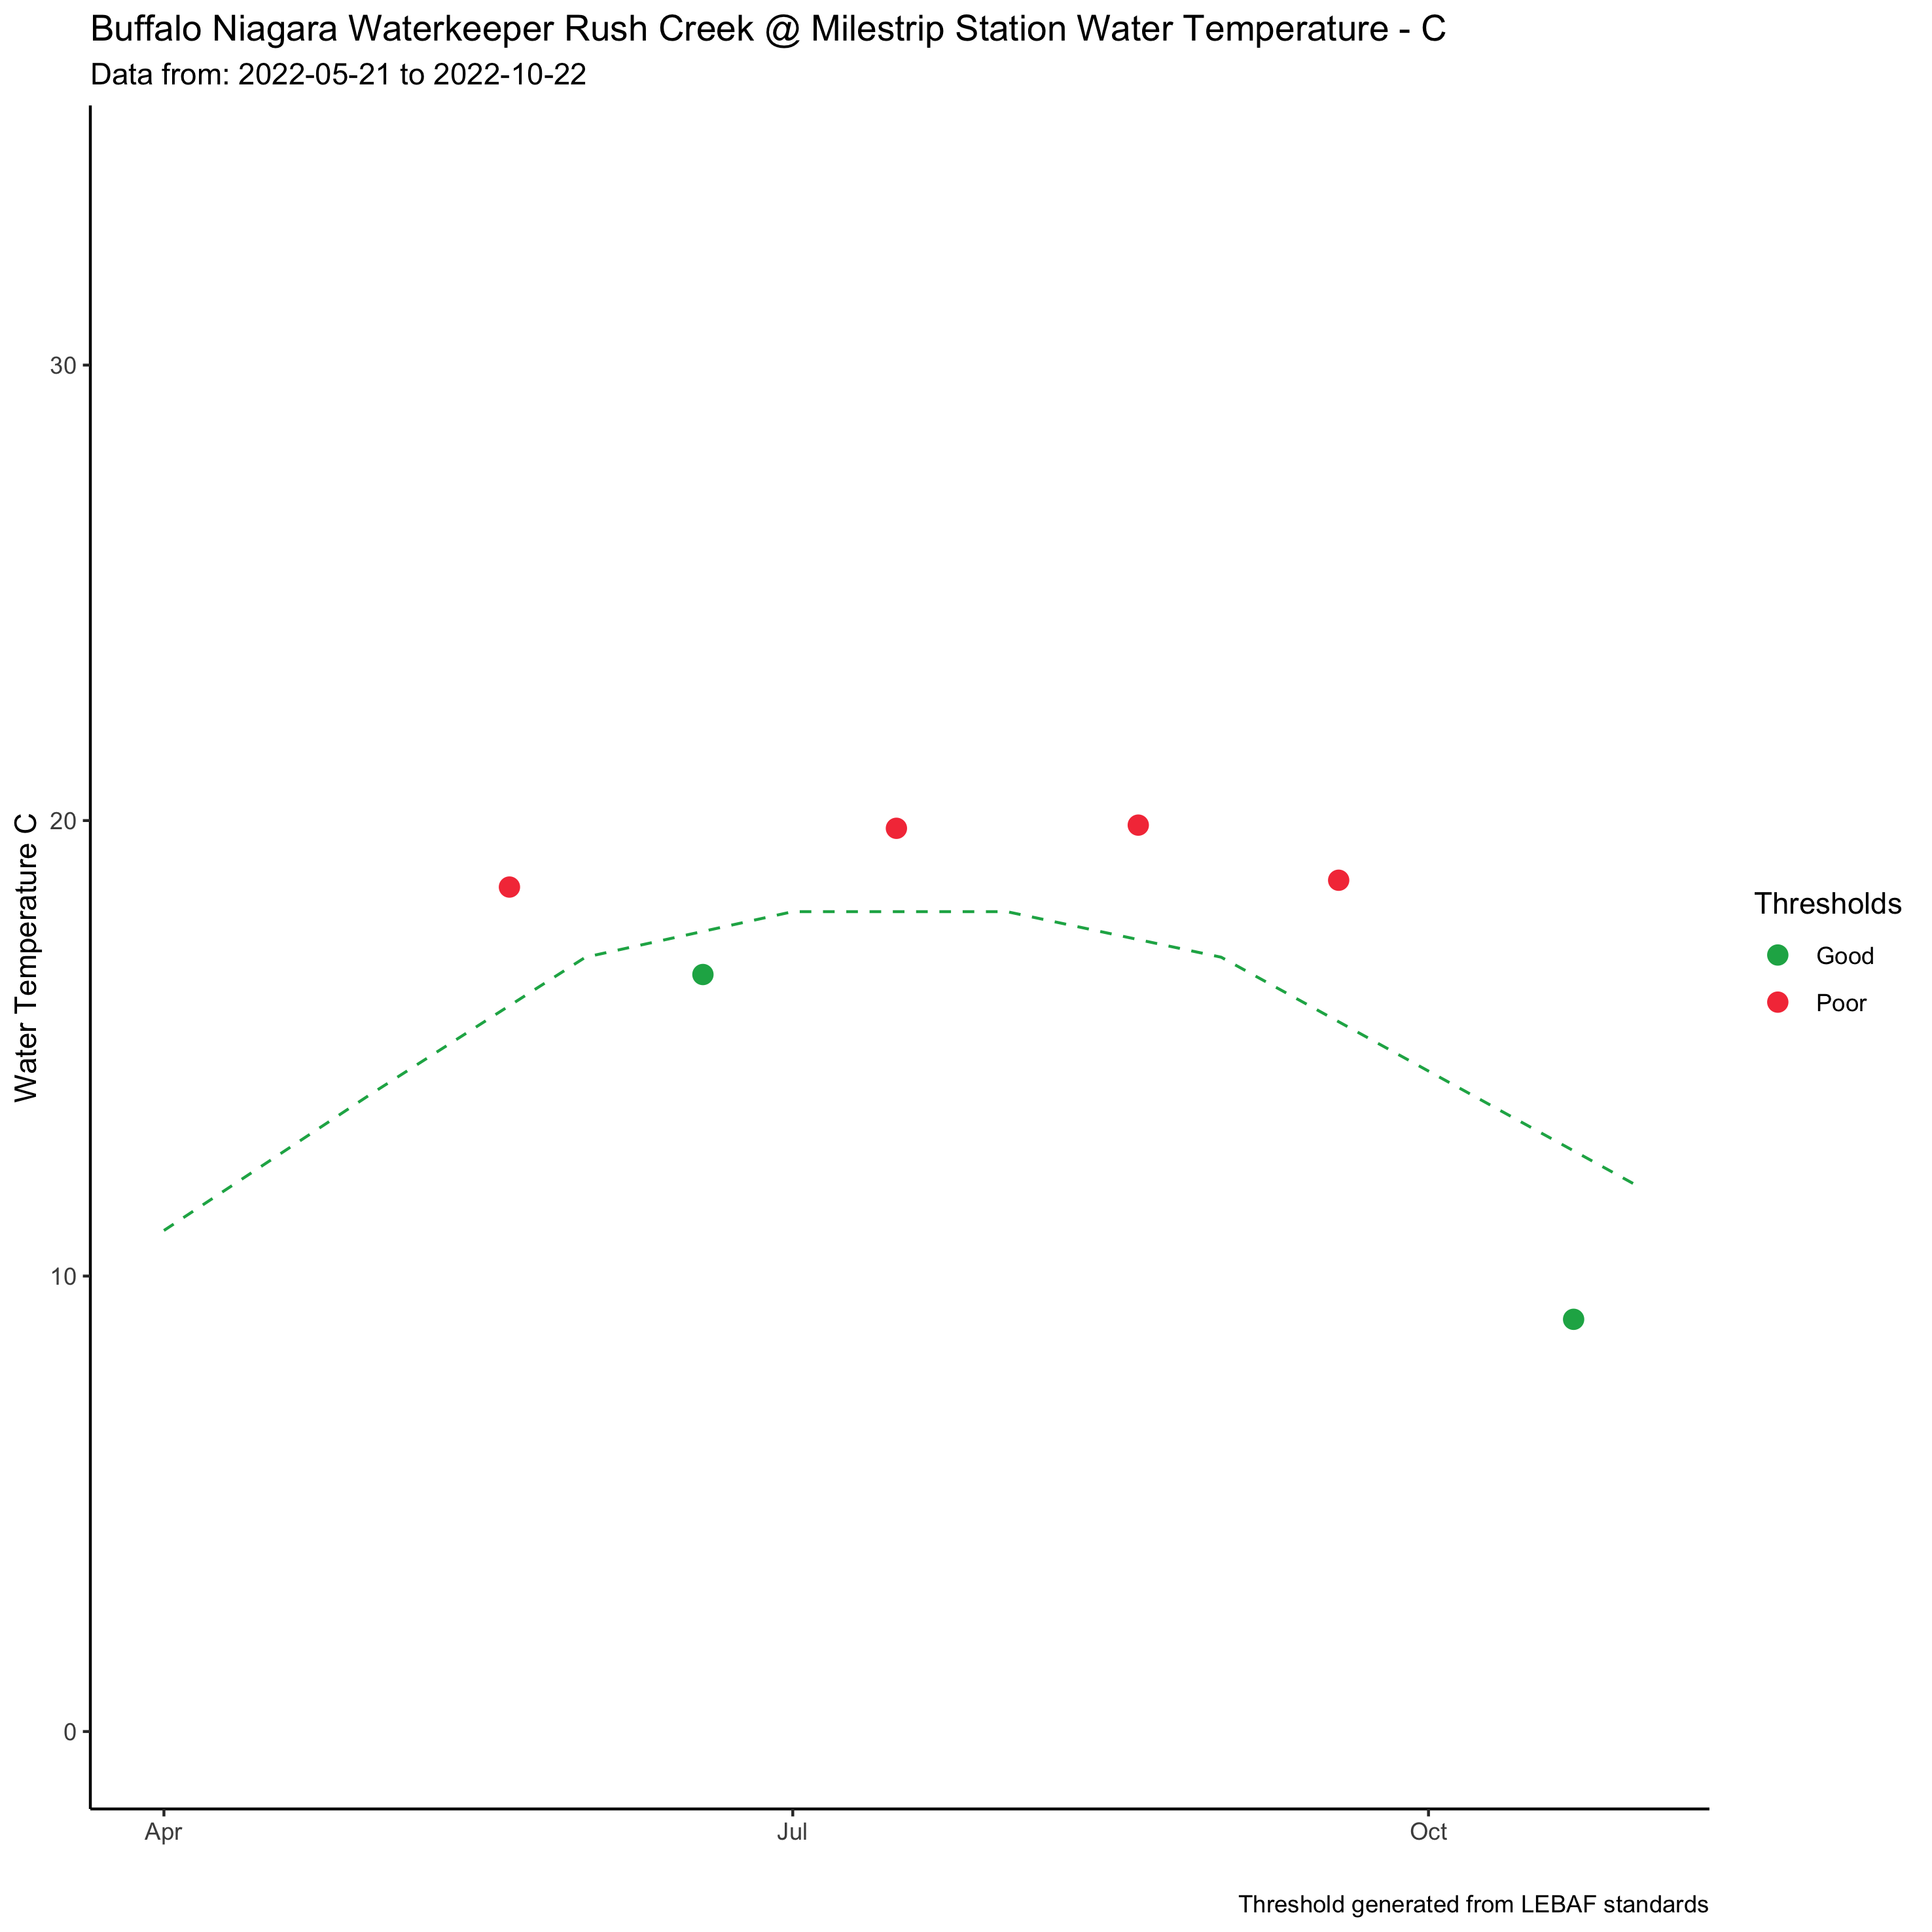 Buffalo Niagara Waterkeeper Rush Creek @ Milestrip Station Water Temperature - C
Data from: 2022-05-21 to 2022-10-22
Water Temperature C
30
20
10
0
Apr
Jul
Oct
Thresholds
Good
Poor
Threshold generated from LEBAF standards